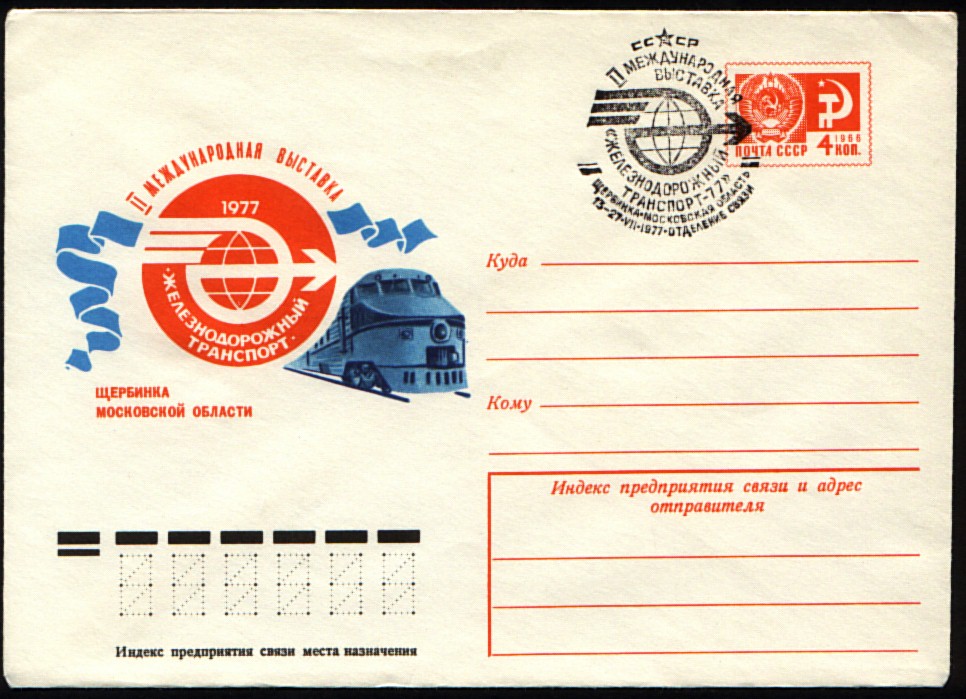 II МЕЖДУНАРОДНАЯ ВЫСТАВКА
1977
·ЖЕЛЕЗНОДОРОЖНЫЙ
ТРАНСПОРТ·
ЩЕРБИНКА
МОСКОВСКОЙ ОБЛАСТИ
СССР
II МЕЖДУНАРОДНАЯ
ВЫСТАВКА
«ЖЕЛЕЗНОДОРОЖНЫЙ
ТРАНСПОРТ-77»
ЩЕРБИНКА·МОСКОВСКАЯ ОБЛАСТЬ
13-27·VII·1977·ОТДЕЛЕНИЕ СВЯЗИ
1966
ПОЧТА СССР 4 КОП.
Куда
Кому
Индекс предприятия связи и адрес
отправителя
Индекс предприятия связи места назначения